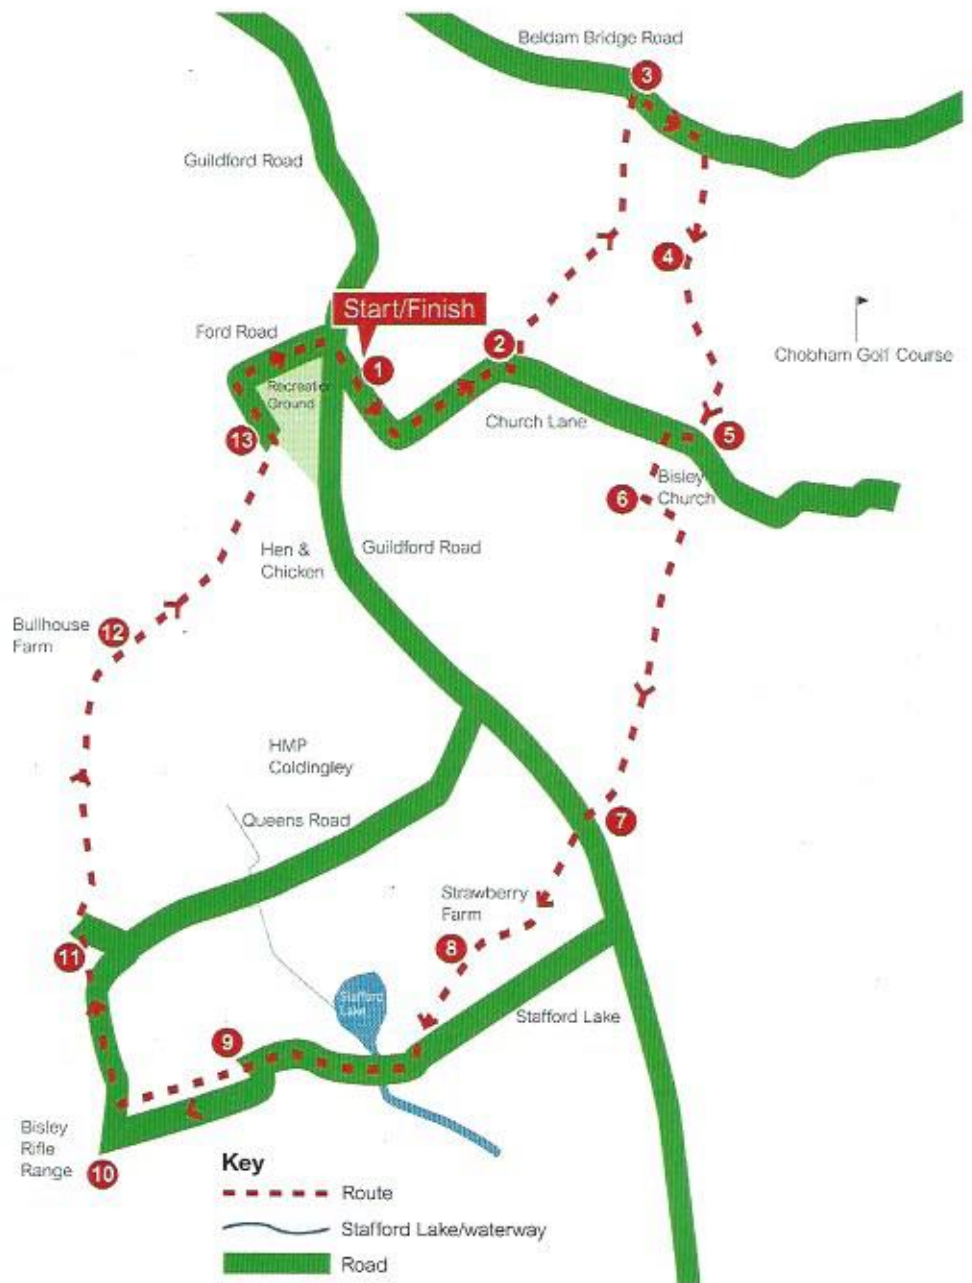 Beldam Bridge Road
3
Guildford Road
4
Start/Finish
Ford Road
2
Chobham Golf Course
1
Recreation
Ground
Church Lane
13
5
Bisley
Church
6
Hen &
Chicken
Guildford Road
Bullhouse
Farm
12
HMP
Coldingley
Queens Road
7
Strawberry
Farm
8
11
Stafford
Lake
Stafford Lake
9
Bisley
Rifle
Range
10
Key
Route
Stafford Lake/waterway
Road